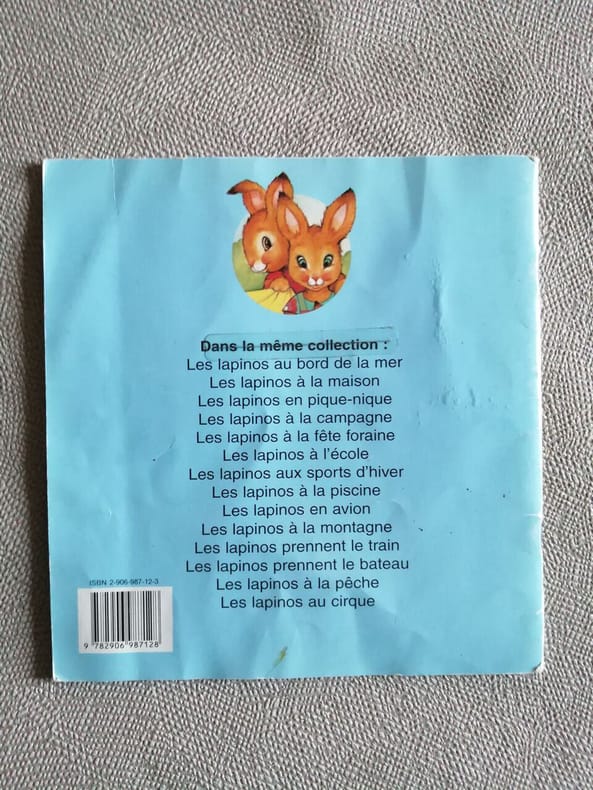 Dans la même collection :
Les lapinos au bord de la mer
Les lapinos à la maison
Les lapinos en pique-nique
Les lapinos à la campagne
Les lapinos à la fête foraine
Les lapinos à l'école
Les lapinos aux sports d'hiver
Les lapinos à la piscine
Les lapinos en avion
Les lapinos à la montagne
Les lapinos prennent le train
Les lapinos prennent le bateau
Les lapinos à la pêche
Les lapinos au cirque
ISBN 2-906-987-12-3
9 782906 987128